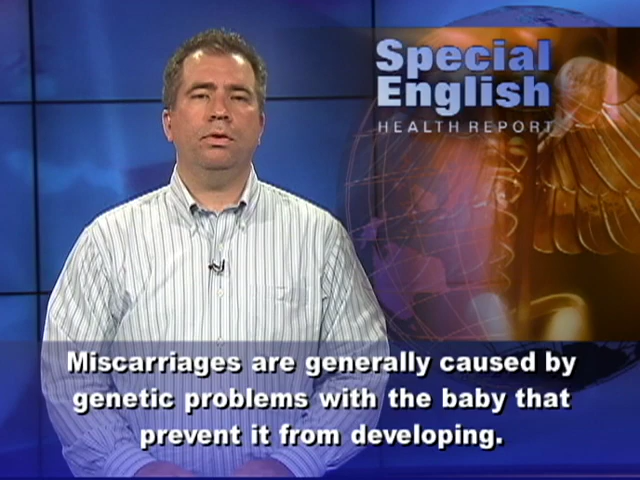 Special
English
HEALTH REPORT
Miscarriages are generally caused by
genetic problems with the baby that
prevent it from developing.